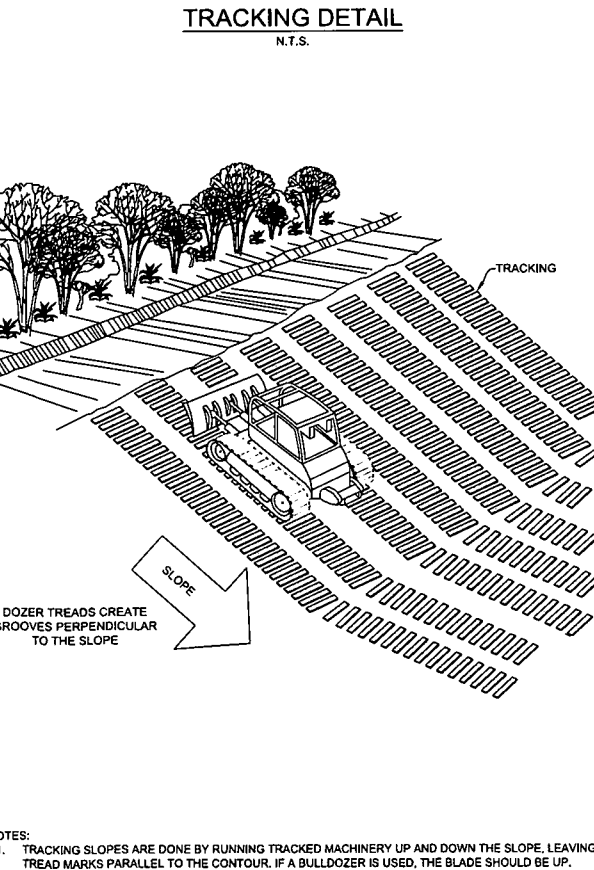 TRACKING DETAIL
N.T.S.
TRACKING
SLOPE
DOZER TREADS CREATE
GROOVES PERPENDICULAR
TO THE SLOPE
NOTES:
1. TRACKING SLOPES ARE DONE BY RUNNING TRACKED MACHINERY UP AND DOWN THE SLOPE, LEAVING
TREAD MARKS PARALLEL TO THE CONTOUR. IF A BULLDOZER IS USED, THE BLADE SHOULD BE UP.